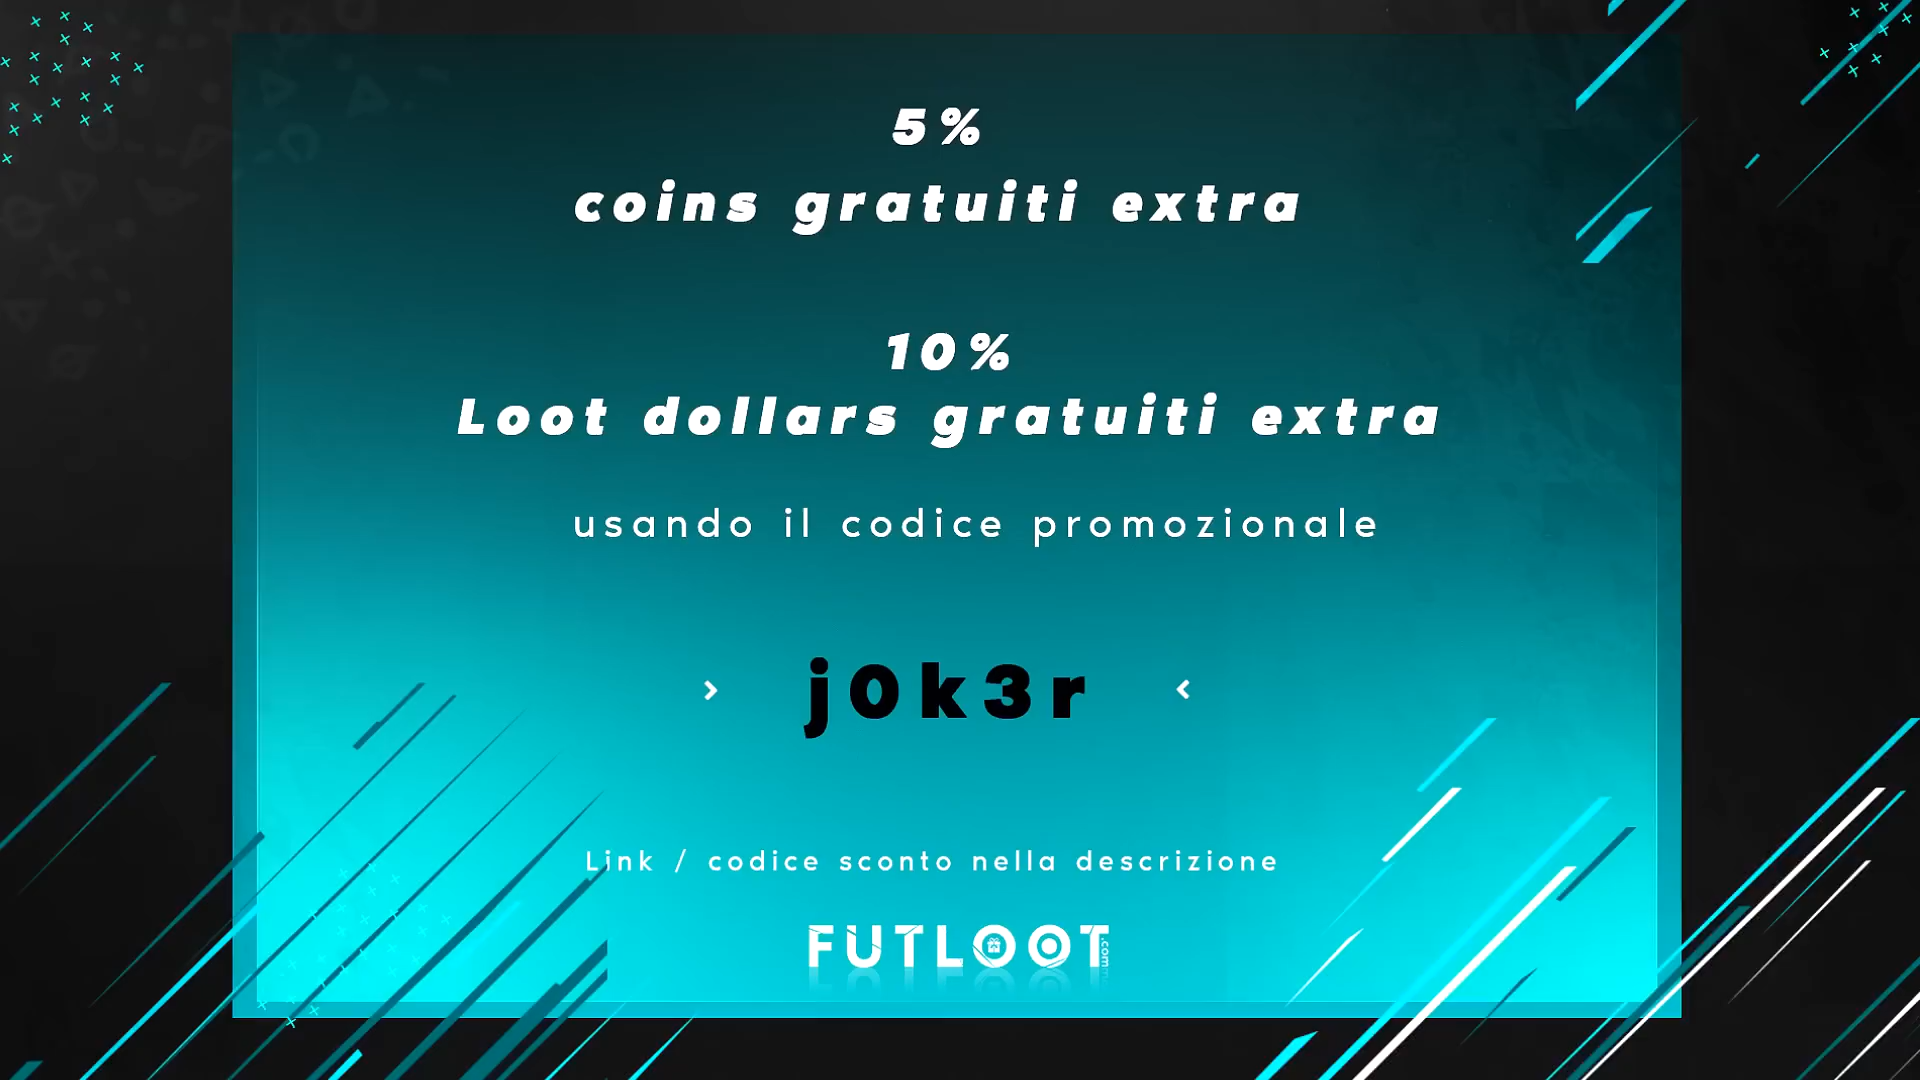 5%
coins gratuiti extra
10%
Loot dollars gratuiti extra
usando il codice promozionale
› j0k3r ‹
Link / codice sconto nella descrizione
FUTLOOT.com